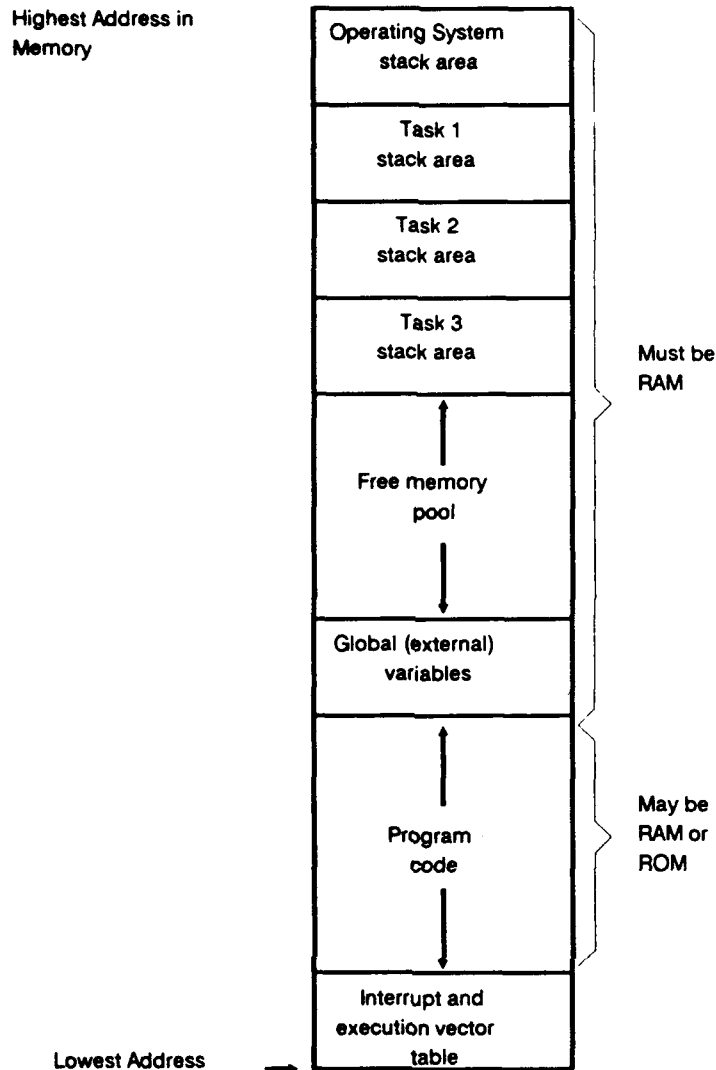 Highest Address in
Memory
Operating System
stack area
Task 1
stack area
Task 2
stack area
Task 3
stack area
Must be
RAM
Free memory
pool
Global (external)
variables
May be
RAM or
ROM
Program
code
Interrupt and
execution vector
table
Lowest Address